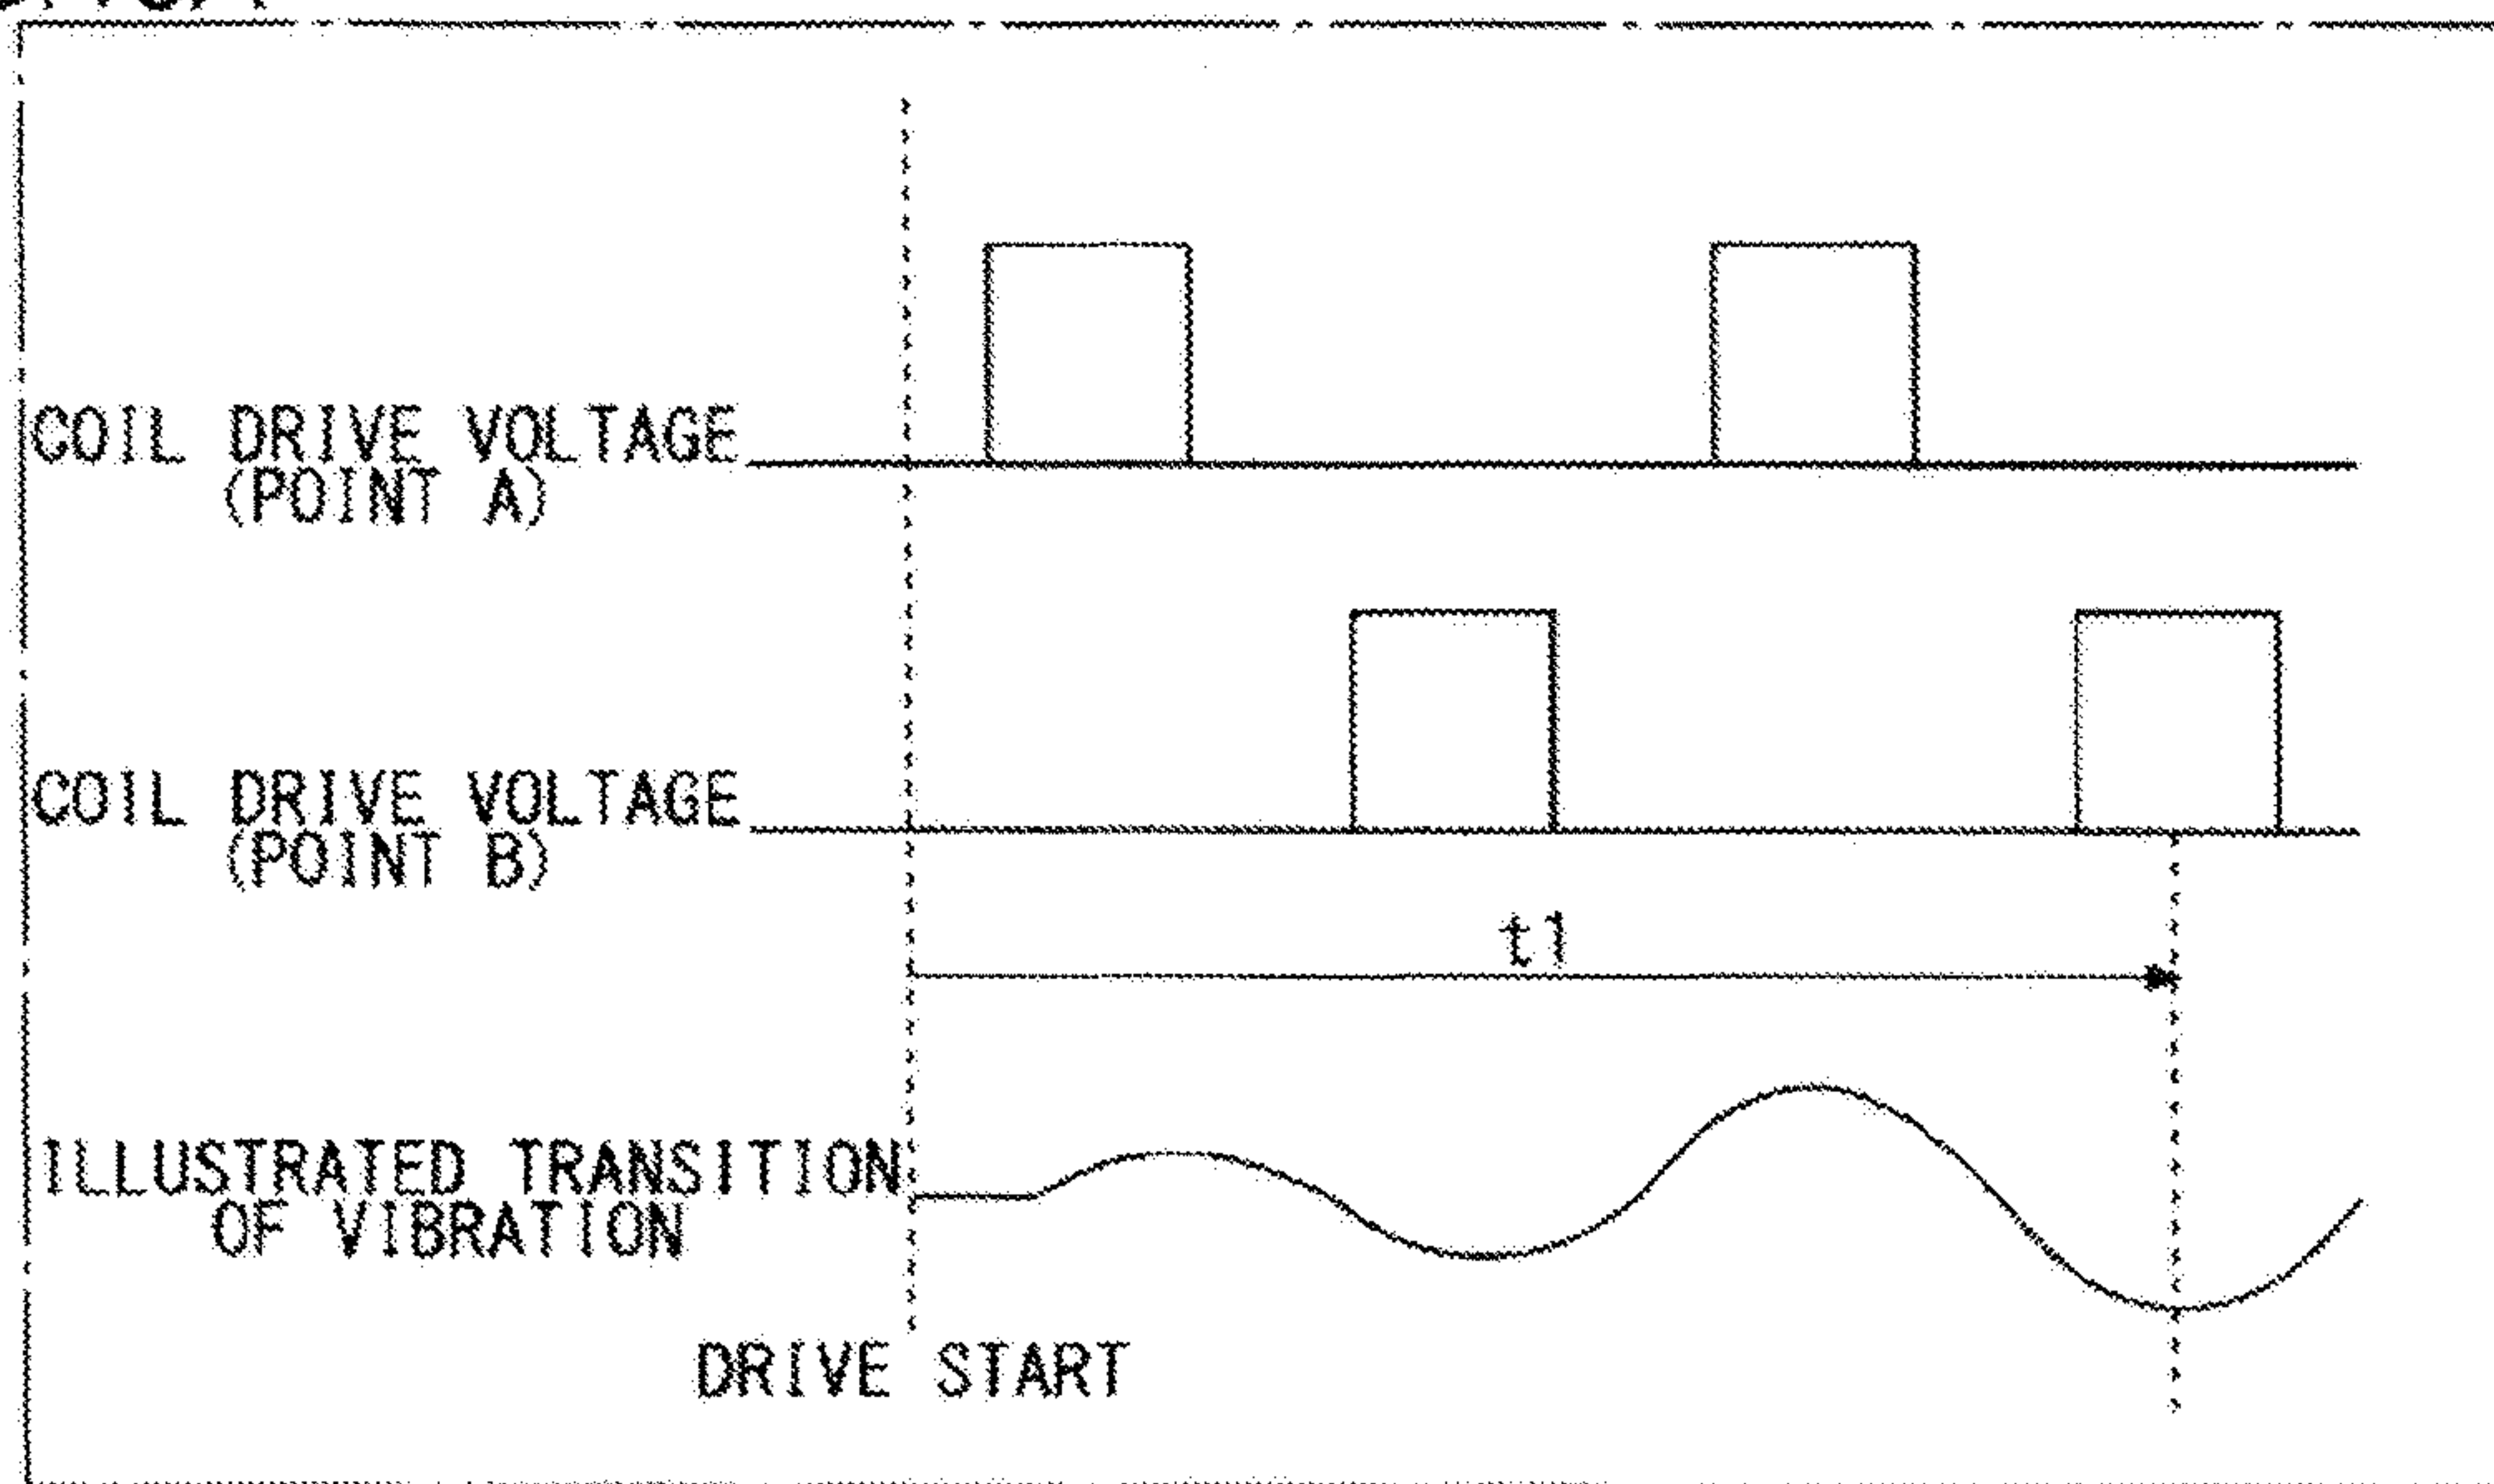 COIL DRIVE VOLTAGE
(POINT A)
COIL DRIVE VOLTAGE
(POINT B)
t1
ILLUSTRATED TRANSITION
OF VIBRATION
DRIVE START